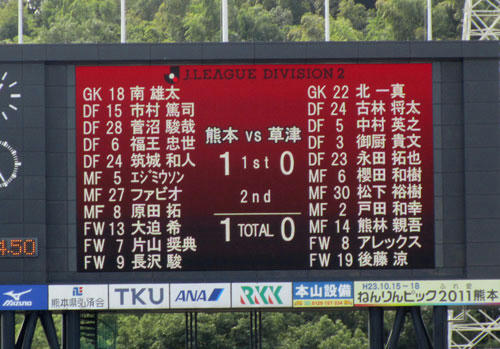 J.LEAGUE DIVISION 2
GK 18 南 雄太
DF 15 市村 篤司
DF 28 菅沼 駿哉
DF 6 福王 忠世
DF 24 筑城 和人
MF 5 エジミウソン
MF 27 ファビオ
MF 8 原田 拓
FW 13 大迫 希
FW 7 片山 奨典
FW 9 長沢 駿
熊本 vs 草津
1 1st 0
2nd
1 TOTAL 0
GK 22 北 一真
DF 24 古林 将太
DF 5 中村 英之
DF 3 御厨 貴文
DF 23 永田 拓也
MF 6 櫻田 和樹
MF 30 松下 裕樹
MF 2 戸田 和幸
MF 14 熊林 親吾
FW 8 アレックス
FW 19 後藤 涼
4:50
MIZUNO
熊本県弘済会
TKU
ANA
RKK
本山設備
H23.10.15～18 ふれ愛
ねんりんピック2011熊本